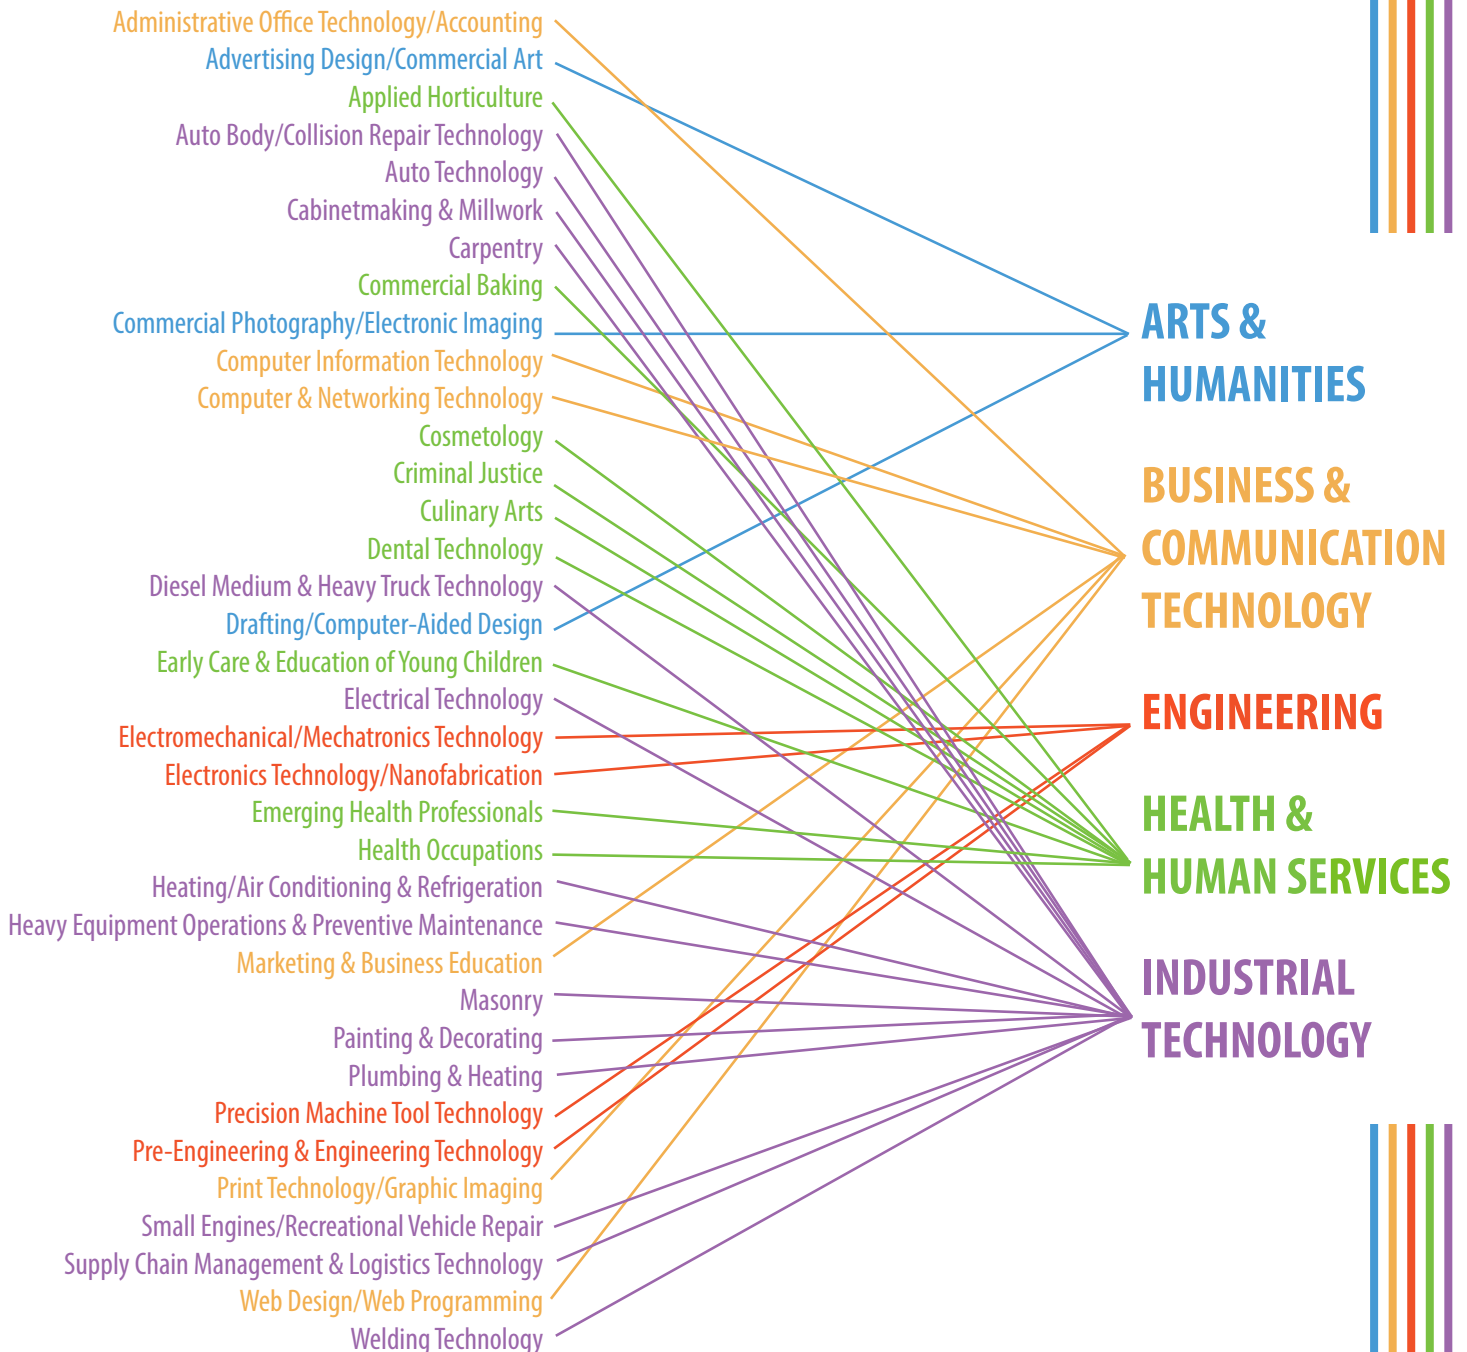 Administrative Office Technology/Accounting
Advertising Design/Commercial Art
Applied Horticulture
Auto Body/Collision Repair Technology
Auto Technology
Cabinetmaking & Millwork
Carpentry
Commercial Baking
Commercial Photography/Electronic Imaging
Computer Information Technology
Computer & Networking Technology
Cosmetology
Criminal Justice
Culinary Arts
Dental Technology
Diesel Medium & Heavy Truck Technology
Drafting/Computer-Aided Design
Early Care & Education of Young Children
Electrical Technology
Electromechanical/Mechatronics Technology
Electronics Technology/Nanofabrication
Emerging Health Professionals
Health Occupations
Heating/Air Conditioning & Refrigeration
Heavy Equipment Operations & Preventive Maintenance
Marketing & Business Education
Masonry
Painting & Decorating
Plumbing & Heating
Precision Machine Tool Technology
Pre-Engineering & Engineering Technology
Print Technology/Graphic Imaging
Small Engines/Recreational Vehicle Repair
Supply Chain Management & Logistics Technology
Web Design/Web Programming
Welding Technology
ARTS &
HUMANITIES
BUSINESS &
COMMUNICATION
TECHNOLOGY
ENGINEERING
HEALTH &
HUMAN SERVICES
INDUSTRIAL
TECHNOLOGY